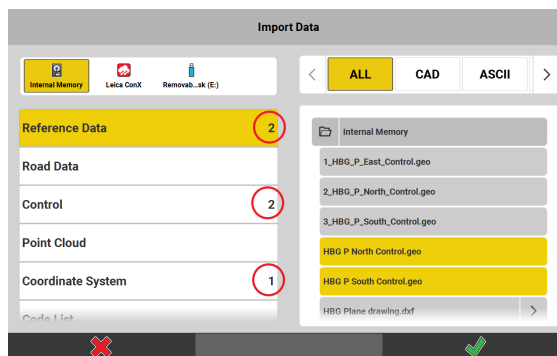 Import Data
Internal Memory
Leica ConX
Removab...sk (E:)
ALL
CAD
ASCII
Reference Data 2
Road Data
Control 2
Point Cloud
Coordinate System 1
Code List
Internal Memory
1_HBG_P_East_Control.geo
2_HBG_P_North_Control.geo
3_HBG_P_South_Control.geo
HBG P North Control.geo
HBG P South Control.geo
HBG Plane drawing.dxf